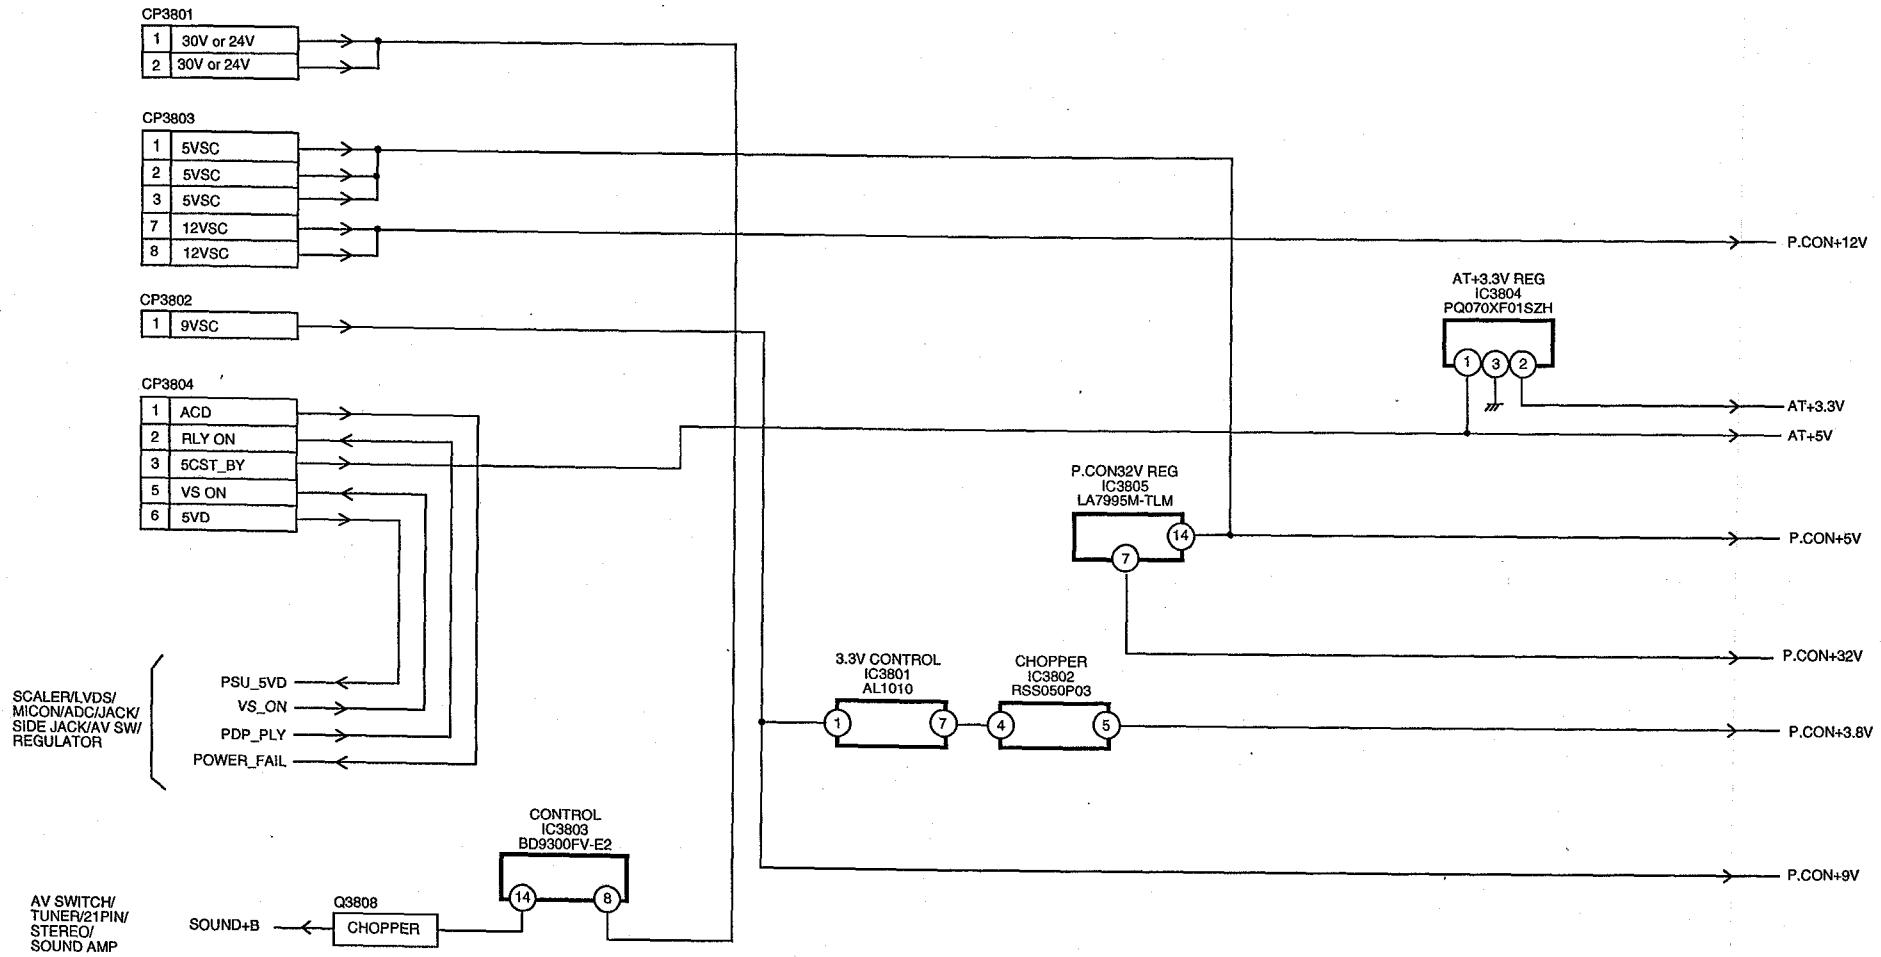 CP3801
1 30V or 24V
2 30V or 24V
CP3803
1 5VSC
2 5VSC
3 5VSC
7 12VSC
8 12VSC
P.CON+12V
CP3802
1 9VSC
AT+3.3V REG
IC3804
PQ070XF01SZH
1 3 2
AT+3.3V
AT+5V
CP3804
1 ACD
2 RLY ON
3 5CST_BY
5 VS ON
6 5VD
P.CON32V REG
IC3805
LA7995M-TLM
14
7
P.CON+5V
P.CON+32V
SCALER/LVDS/
MICON/ADC/JACK/
SIDE JACK/AV SW/
REGULATOR
PSU_5VD
VS_ON
PDP_PLY
POWER_FAIL
3.3V CONTROL
IC3801
AL1010
1 7
CHOPPER
IC3802
RSS050P03
4 5
P.CON+3.8V
CONTROL
IC3803
BD9300FV-E2
14 8
P.CON+9V
AV SWITCH/
TUNER/21PIN/
STEREO/
SOUND AMP
SOUND+B
Q3808
CHOPPER